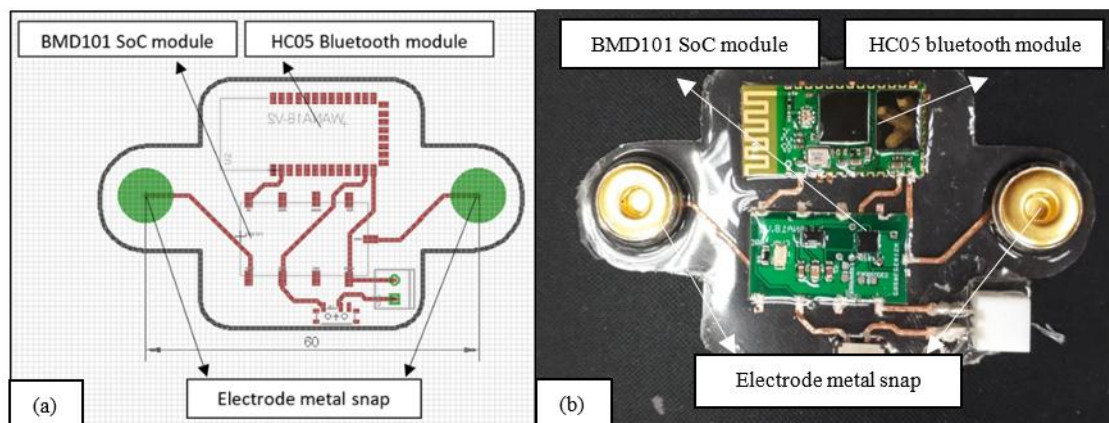 BMD101 SoC module
HC05 Bluetooth module
60
Electrode metal snap
(a)
BMD101 SoC module
HC05 bluetooth module
Electrode metal snap
(b)